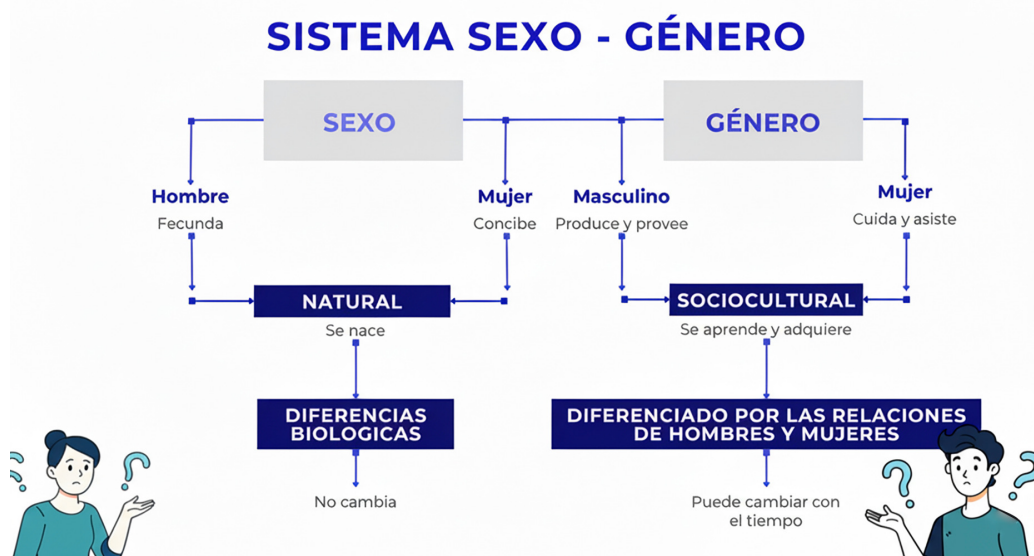 SISTEMA SEXO - GÉNERO
SEXO
GÉNERO
Hombre
Fecunda
Mujer
Concibe
Masculino
Produce y provee
Mujer
Cuida y asiste
NATURAL
Se nace
SOCIOCULTURAL
Se aprende y adquiere
DIFERENCIAS
BIOLOGICAS
DIFERENCIADO POR LAS RELACIONES
DE HOMBRES Y MUJERES
No cambia
Puede cambiar con
el tiempo
? ? ? ?